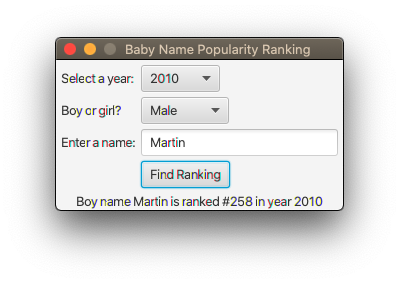 Baby Name Popularity Ranking
Select a year: 2010
Boy or girl? Male
Enter a name: Martin
Find Ranking
Boy name Martin is ranked #258 in year 2010